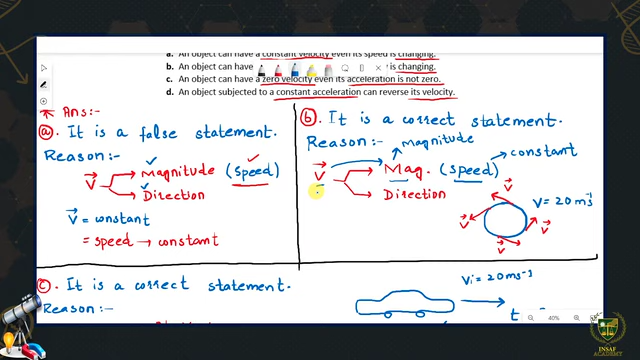 a. An object can have a constant velocity even its speed is changing.
b. An object can have is changing.
c. An object can have a zero velocity even its acceleration is not zero.
d. An object subjected to a constant acceleration can reverse its velocity.
Ans:-
(a). It is a false statement.
Reason:-
V Magnitude (speed)
Direction
V = constant
= speed → constant
(b). It is a correct statement.
Reason:- Magnitude
V Mag. (speed) constant
Direction
V
V = 20 ms⁻¹
V V
V
(c). It is a correct statement.
Reason:-
Vi = 20 ms⁻¹
t
40%
INSAF
ACADEMY